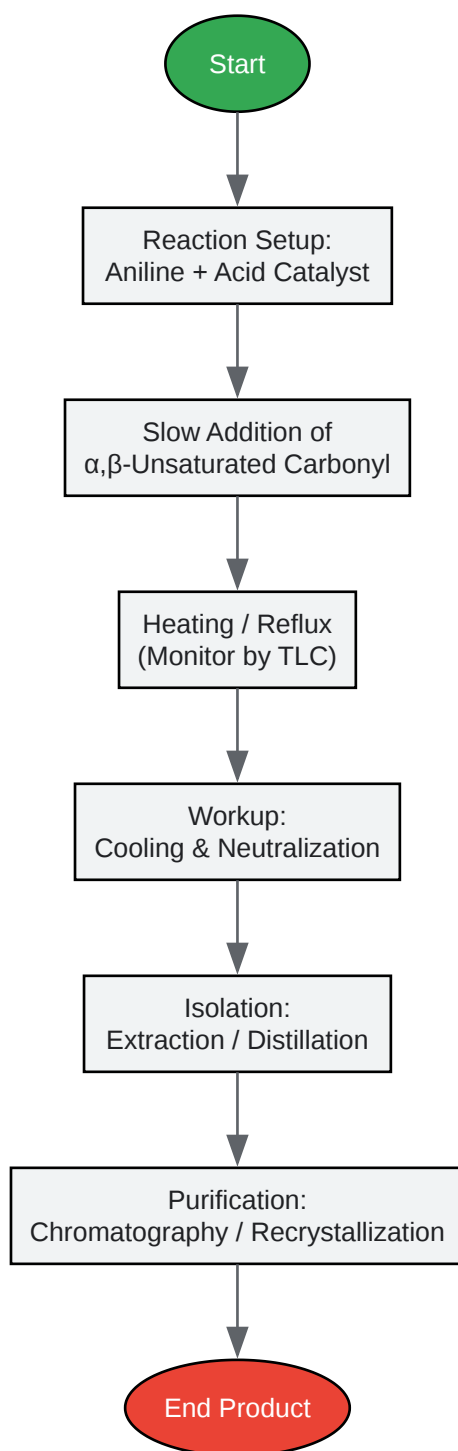 Start
Reaction Setup:
Aniline + Acid Catalyst
Slow Addition of
α,β-Unsaturated Carbonyl
Heating / Reflux
(Monitor by TLC)
Workup:
Cooling & Neutralization
Isolation:
Extraction / Distillation
Purification:
Chromatography / Recrystallization
End Product